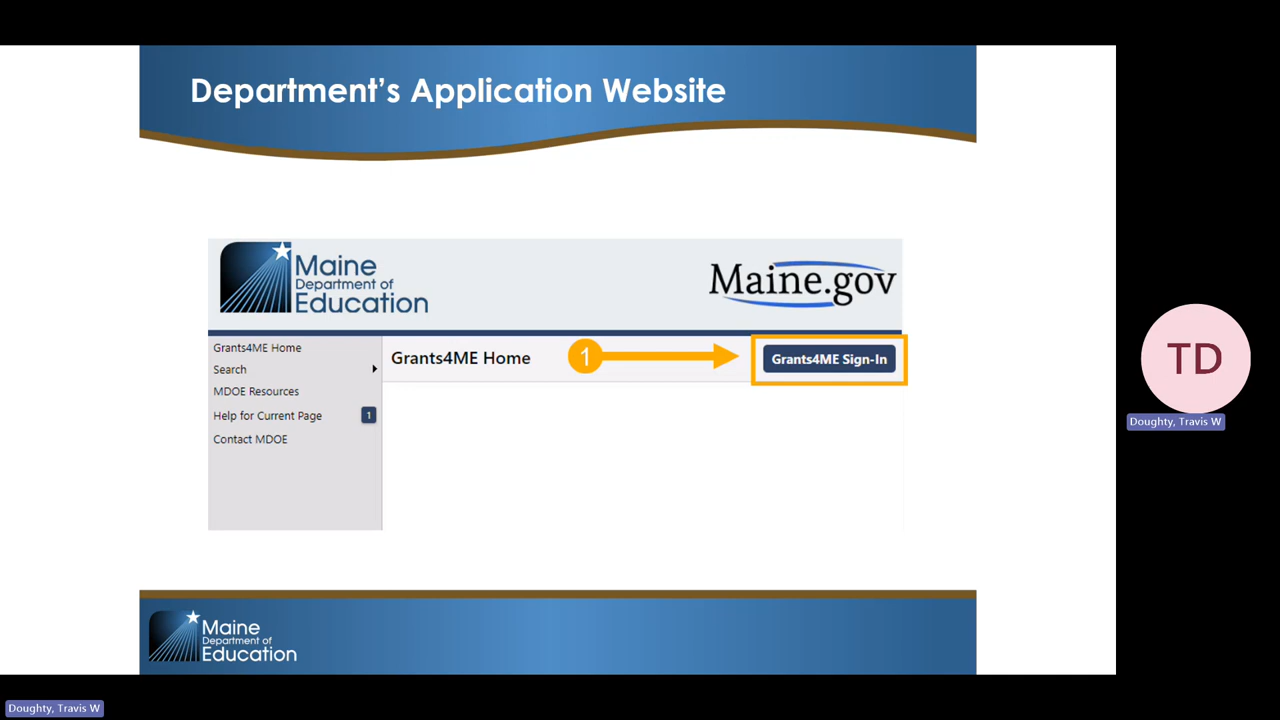 Department's Application Website
Maine
Department of
Education
Maine.gov
Grants4ME Home
Search
MDOE Resources
Help for Current Page 1
Contact MDOE
Grants4ME Home
1
Grants4ME Sign-In
TD
Doughty, Travis W
Maine
Department of
Education
Doughty, Travis W